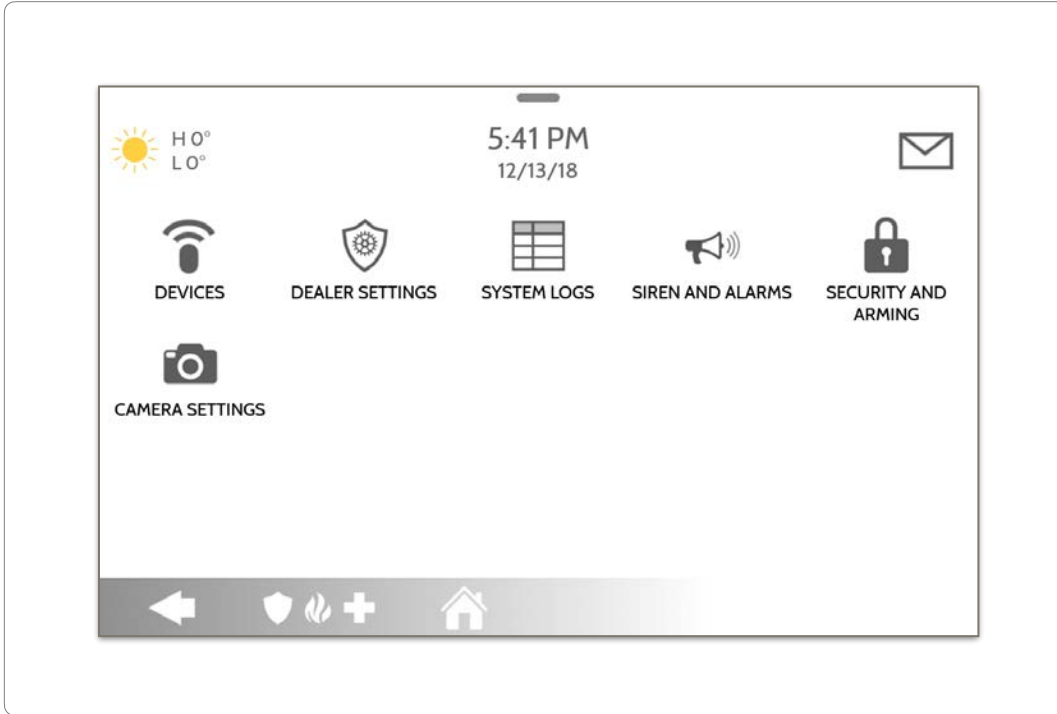 H 0°
L 0°
5:41 PM
12/13/18
DEVICES
DEALER SETTINGS
SYSTEM LOGS
SIREN AND ALARMS
SECURITY AND
ARMING
CAMERA SETTINGS